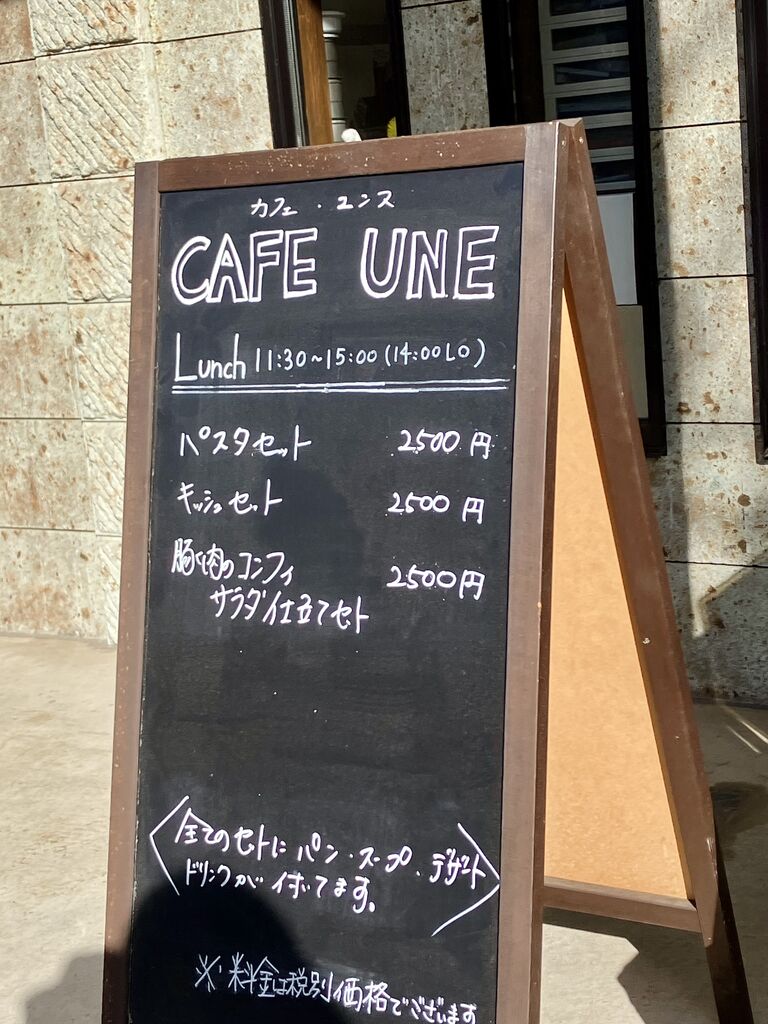 カフェ・ユンヌ
CAFE UNE
Lunch 11:30~15:00(14:00LO)
パスタセット 2500円
キッシュセット 2500円
豚肉のコンフィ 2500円
サラダ仕立てセット
全てのセットにパン・スープ、デザート
ドリンクが付いてます。
※料金は税別価格でございます